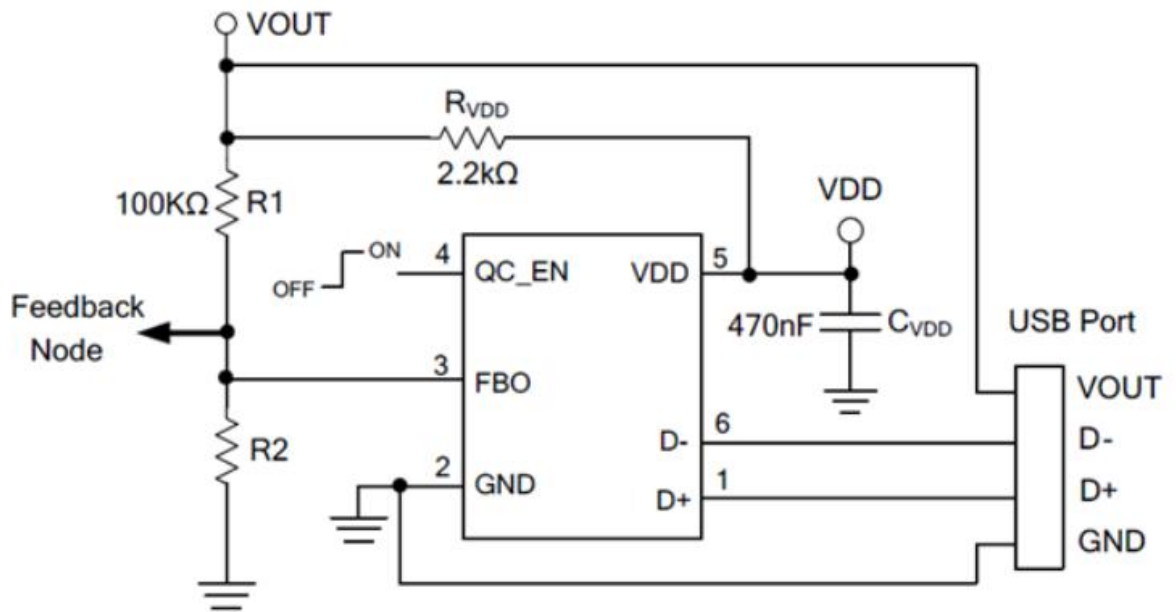 VOUT
RVDD
2.2kΩ
100KΩ R1
VDD
ON
OFF
4
QC_EN
VDD
5
Feedback
Node
470nF
CVDD
USB Port
3
FBO
VOUT
D-
6
D-
R2
2
GND
D+
1
D+
GND